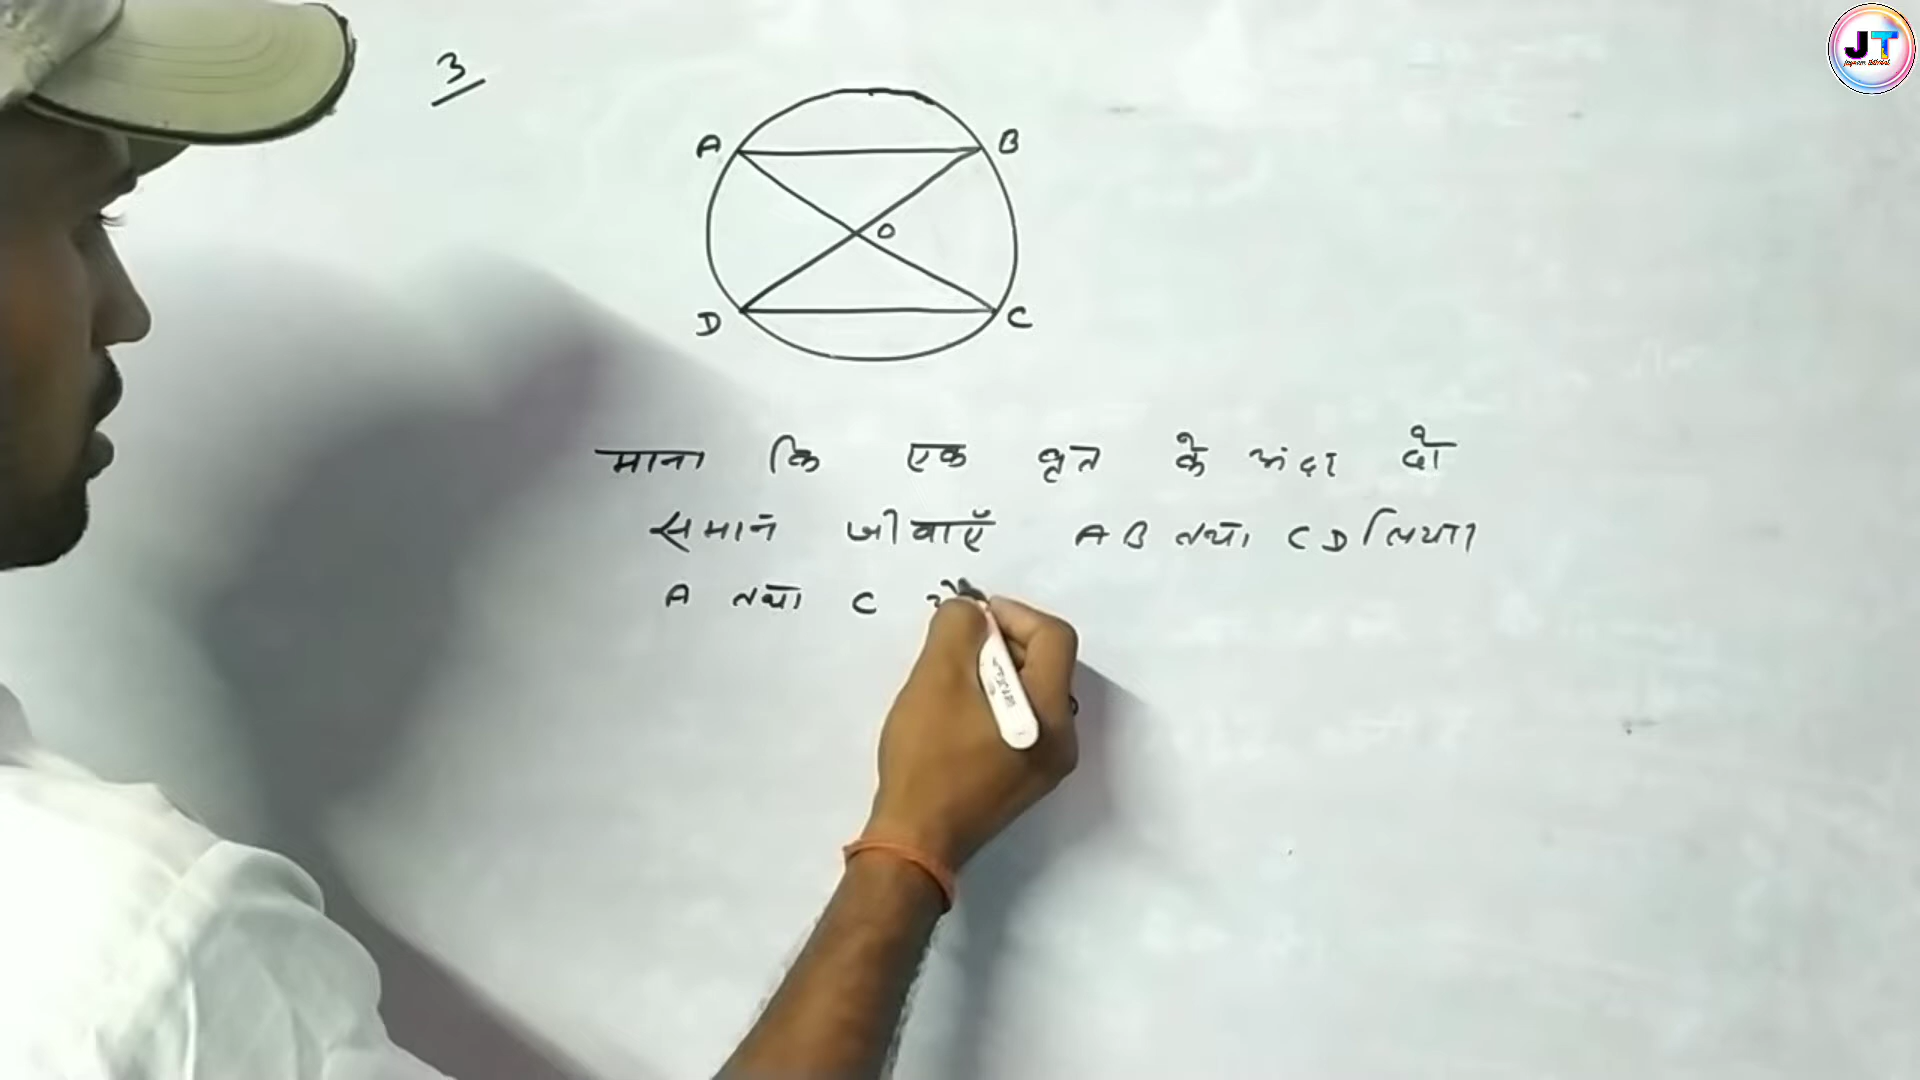 3
A B
O
D C
माना कि एक वृत के अंदर दो
समान जीवाएँ AB तथा CD लिया।
A तथा C
JT